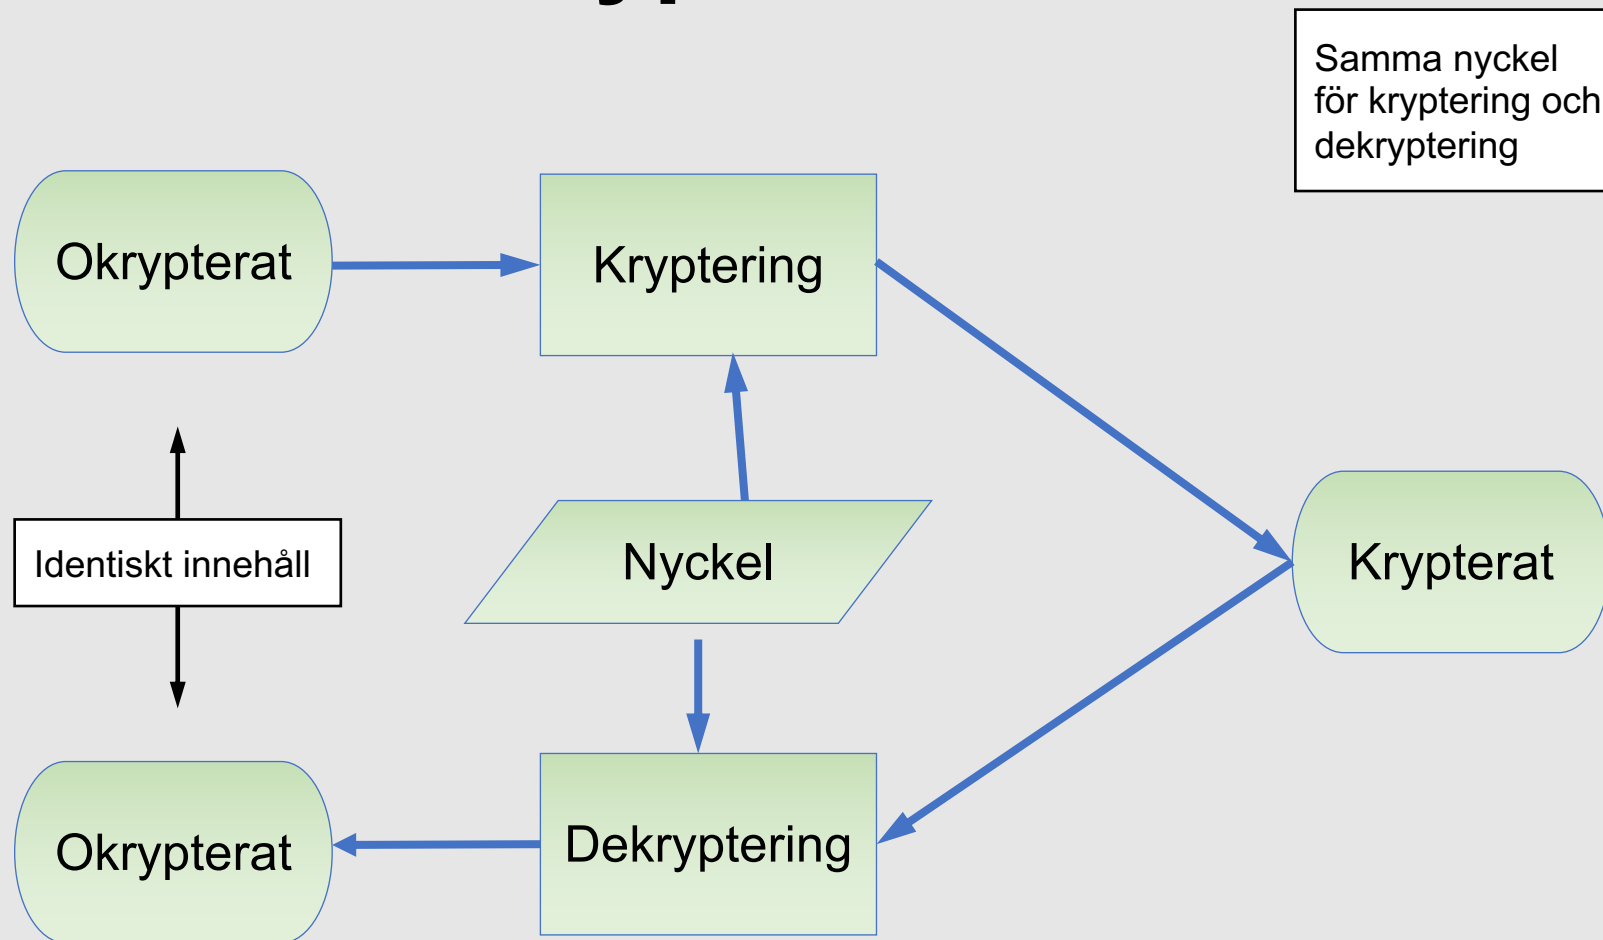 Samma nyckel
för kryptering och
dekryptering
Okrypterat
Kryptering
Identiskt innehåll
Nyckel
Krypterat
Okrypterat
Dekryptering